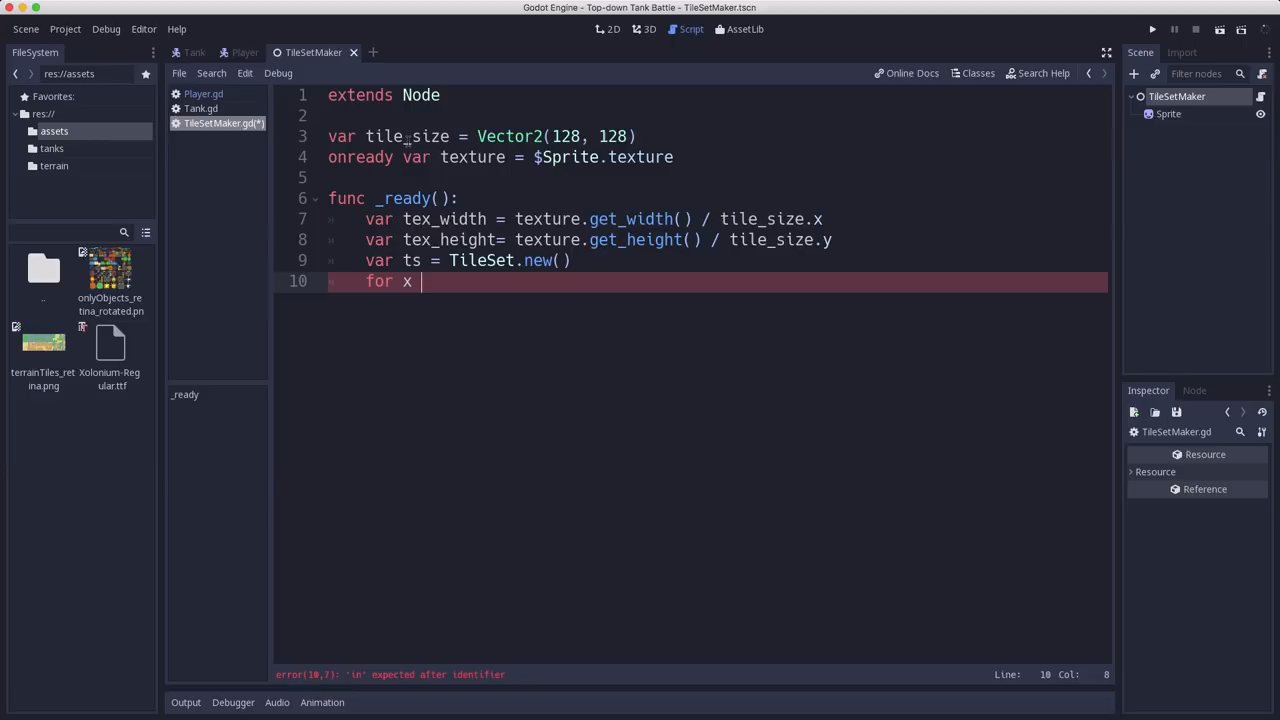 Godot Engine - Top-down Tank Battle - TileSetMaker.tscn
Scene Project Debug Editor Help
2D 3D Script AssetLib
FileSystem
Tank Player TileSetMaker
Scene Import
res://assets
File Search Edit Debug
Online Docs Classes Search Help
Filter nodes
Favorites:
res://
assets
tanks
terrain
Player.gd
Tank.gd
TileSetMaker.gd(*)
TileSetMaker
Sprite
1 extends Node
2
3 var tile_size = Vector2(128, 128)
4 onready var texture = $Sprite.texture
5
6 func _ready():
7 var tex_width = texture.get_width() / tile_size.x
8 var tex_height= texture.get_height() / tile_size.y
9 var ts = TileSet.new()
10 for x
..
onlyObjects_re
tina_rotated.pn
terrainTiles_ret
ina.png
Xolonium-Reg
ular.ttf
_ready
Inspector Node
TileSetMaker.gd
Resource
Resource
Reference
error(10,7): 'in' expected after identifier
Line: 10 Col: 8
Output Debugger Audio Animation